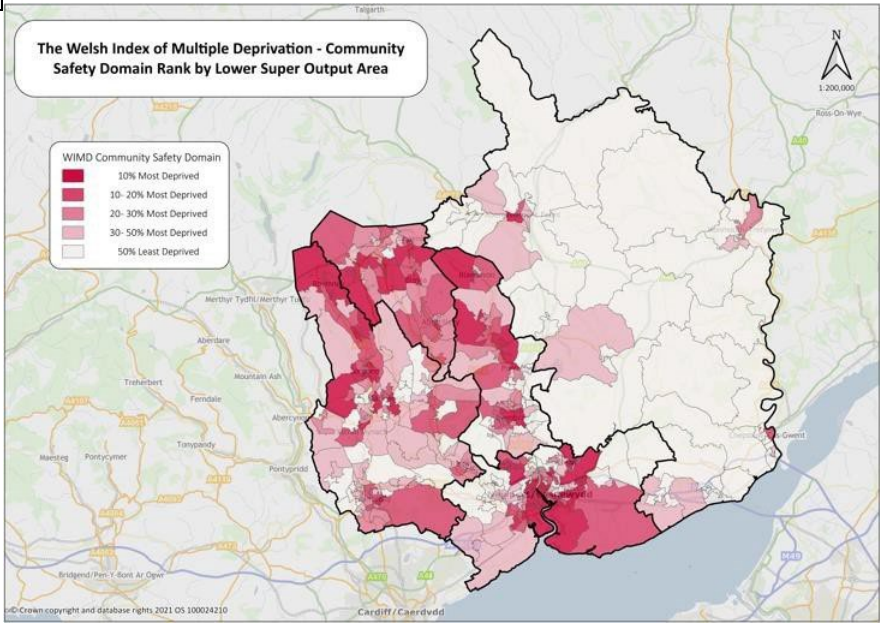 Talgarth
The Welsh Index of Multiple Deprivation - Community
Safety Domain Rank by Lower Super Output Area
N
1:200,000
Ross-On-Wye
WIMD Community Safety Domain
10% Most Deprived
10- 20% Most Deprived
20- 30% Most Deprived
30- 50% Most Deprived
50% Least Deprived
Merthyr Tydfil/Merthyr
Aberdare
Mountain Ash
Treherbert
Ferndale
Tonypandy
Maesteg
Pontycymer
Pontypridd
Bridgend/Pen-Y-Bont Ar Ogwr
Cardiff/Caerdydd
© Crown copyright and database rights 2021 OS 100024210